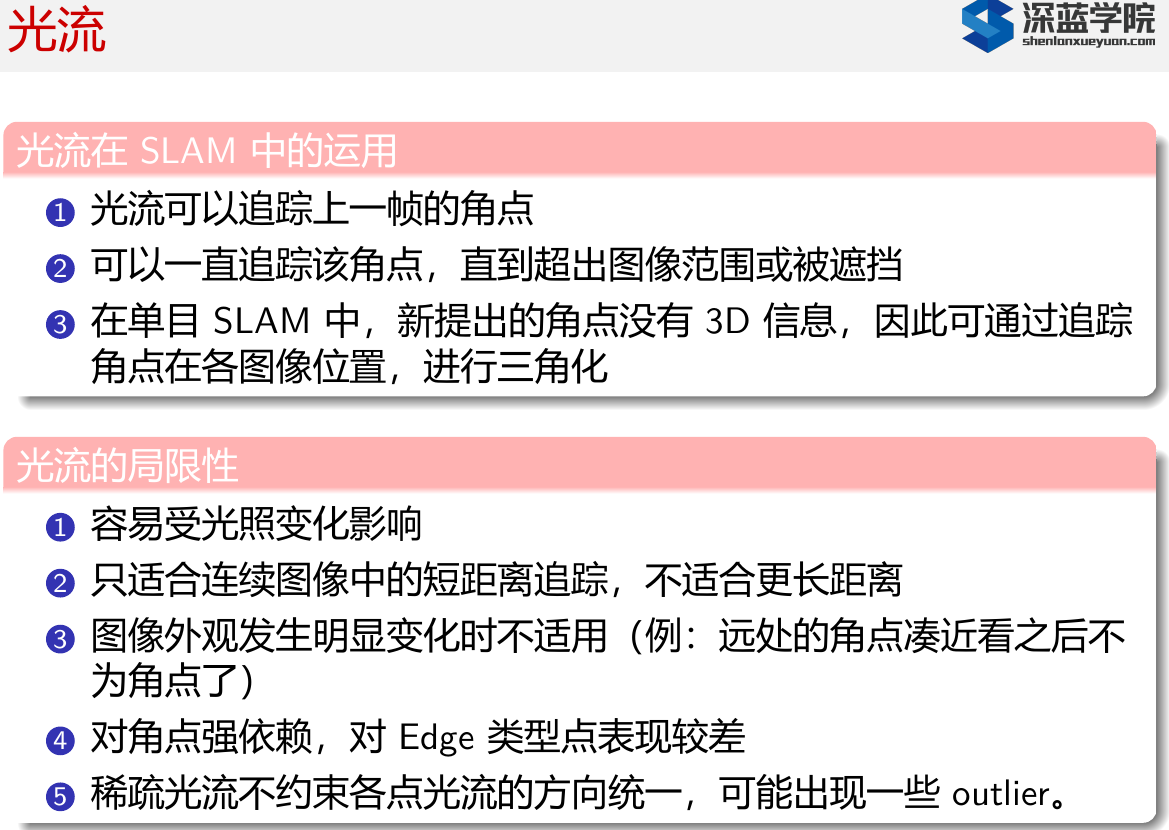 光流
深蓝学院
shenlanxueyuan.com
光流在 SLAM 中的运用
1 光流可以追踪上一帧的角点
2 可以一直追踪该角点，直到超出图像范围或被遮挡
3 在单目 SLAM 中，新提出的角点没有 3D 信息，因此可通过追踪
角点在各图像位置，进行三角化
光流的局限性
1 容易受光照变化影响
2 只适合连续图像中的短距离追踪，不适合更长距离
3 图像外观发生明显变化时不适用（例：远处的角点凑近看之后不
为角点了）
4 对角点强依赖，对 Edge 类型点表现较差
5 稀疏光流不约束各点光流的方向统一，可能出现一些 outlier。